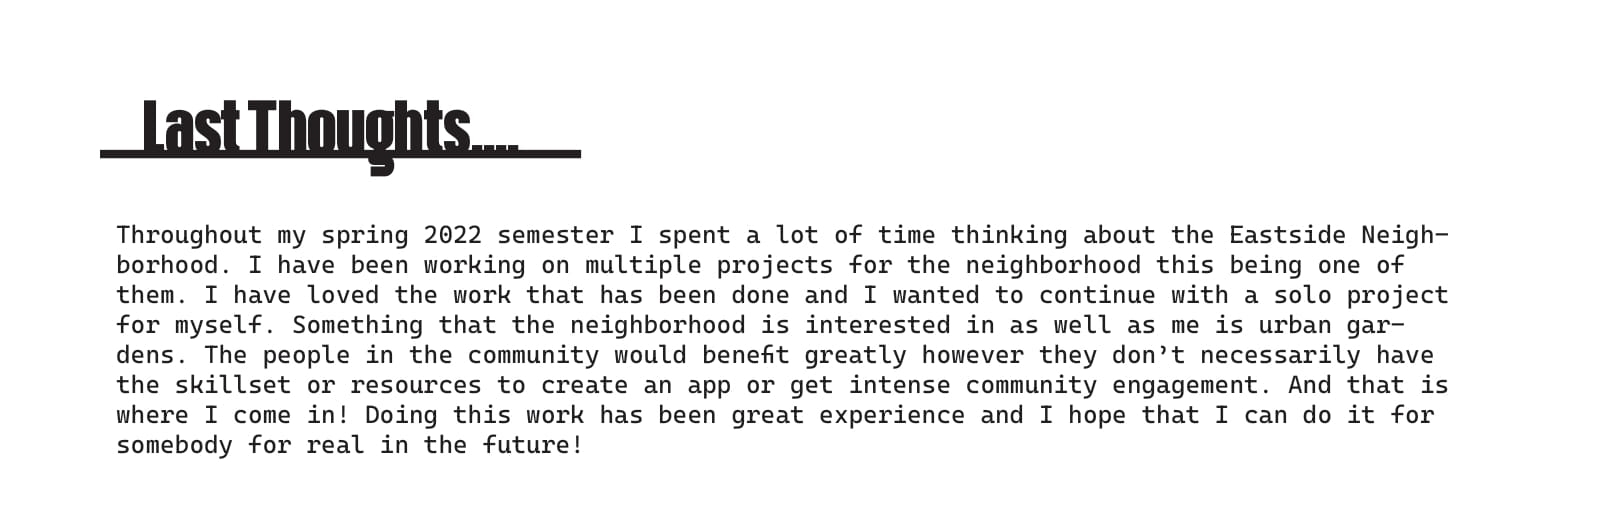 Last Thoughts....
Throughout my spring 2022 semester I spent a lot of time thinking about the Eastside Neigh-
borhood. I have been working on multiple projects for the neighborhood this being one of
them. I have loved the work that has been done and I wanted to continue with a solo project
for myself. Something that the neighborhood is interested in as well as me is urban gar-
dens. The people in the community would benefit greatly however they don’t necessarily have
the skillset or resources to create an app or get intense community engagement. And that is
where I come in! Doing this work has been great experience and I hope that I can do it for
somebody for real in the future!